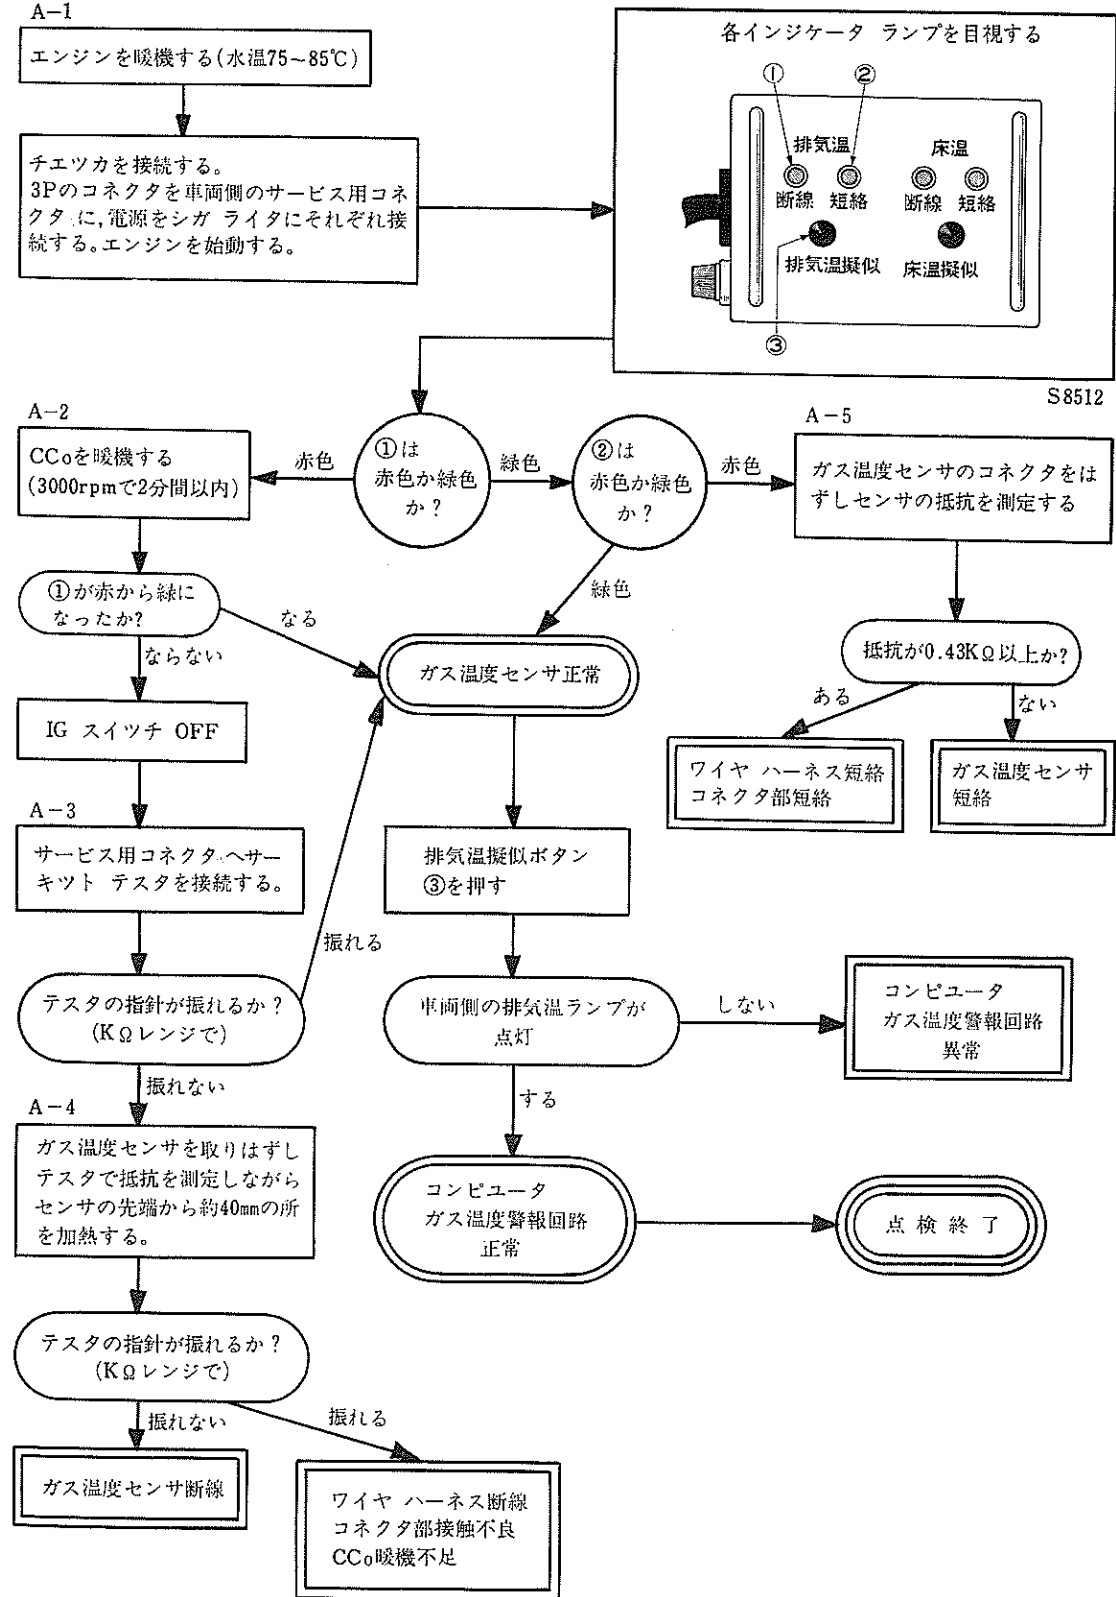 A-1
エンジンを暖機する(水温75~85℃)
チエツカを接続する。
3Pのコネクタを車両側のサービス用コネ
クタに,電源をシガ ライタにそれぞれ接
続する。エンジンを始動する。
各インジケータ ランプを目視する
① ②
排気温 床温
断線 短絡 断線 短絡
排気温擬似 床温擬似
③
S8512
A-2
CCoを暖機する
(3000rpmで2分間以内)
赤色
①は
赤色か緑色
か?
緑色
②は
赤色か緑色
か?
赤色
A-5
ガス温度センサのコネクタをは
ずしセンサの抵抗を測定する
①が赤から緑に
なったか?
なる
緑色
ならない
ガス温度センサ正常
抵抗が0.43KΩ以上か?
ある
ない
IG スイツチ OFF
ワイヤ ハーネス短絡
コネクタ部短絡
ガス温度センサ
短絡
A-3
サービス用コネクタへサー
キツト テスタを接続する。
排気温擬似ボタン
③を押す
振れる
テスタの指針が振れるか?
(KΩレンジで)
車両側の排気温ランプが
点灯
しない
コンピユータ
ガス温度警報回路
異常
振れない
する
A-4
ガス温度センサを取りはずし
テスタで抵抗を測定しながら
センサの先端から約40mmの所
を加熱する。
コンピユータ
ガス温度警報回路
正常
点検終了
テスタの指針が振れるか?
(KΩレンジで)
振れない
振れる
ガス温度センサ断線
ワイヤ ハーネス断線
コネクタ部接触不良
CCo暖機不足